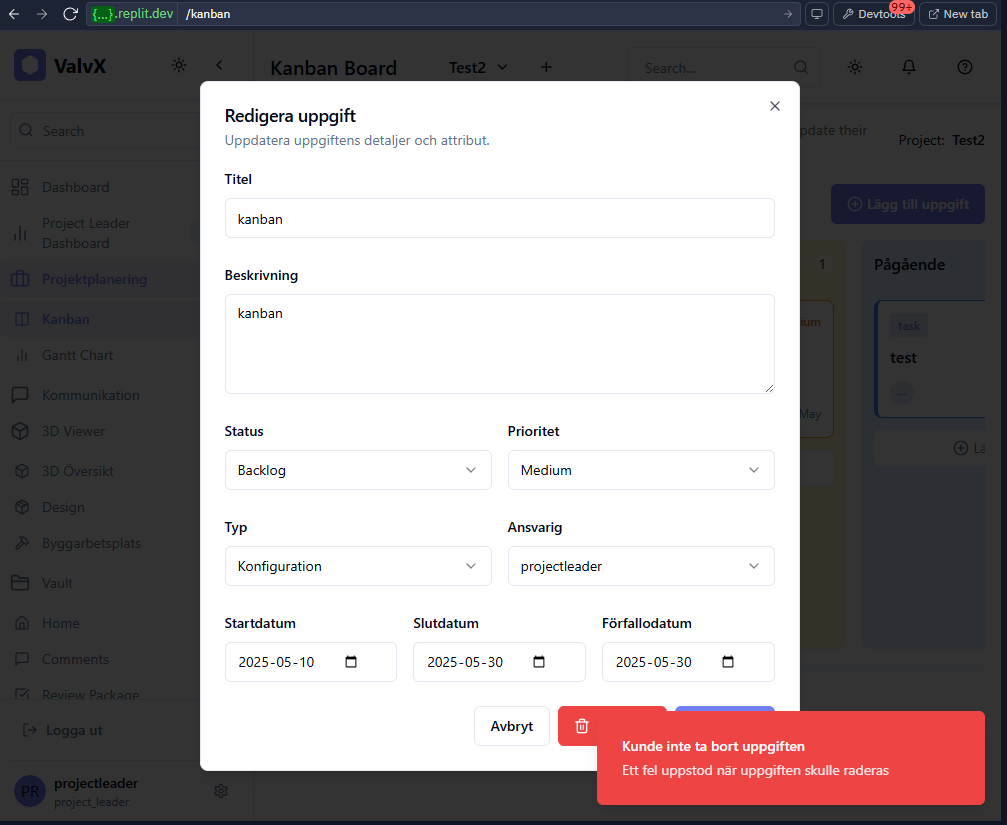 {...}.replit.dev /kanban
99+
Devtools
New tab
ValvX
Kanban Board
Test2
Search...
Search
pdate their
Project: Test2
Dashboard
Project Leader
Dashboard
Projektplanering
Kanban
Gantt Chart
Kommunikation
3D Viewer
3D Översikt
Design
Byggarbetsplats
Vault
Home
Comments
Review Package
Logga ut
PR
projectleader
project_leader
Lägg till uppgift
1
Pågående
ium
task
test
--
May
Lä
Redigera uppgift
Uppdatera uppgiftens detaljer och attribut.
Titel
kanban
Beskrivning
kanban
Status
Prioritet
Backlog
Medium
Typ
Ansvarig
Konfiguration
projectleader
Startdatum
Slutdatum
Förfallodatum
2025-05-10
2025-05-30
2025-05-30
Avbryt
Kunde inte ta bort uppgiften
Ett fel uppstod när uppgiften skulle raderas